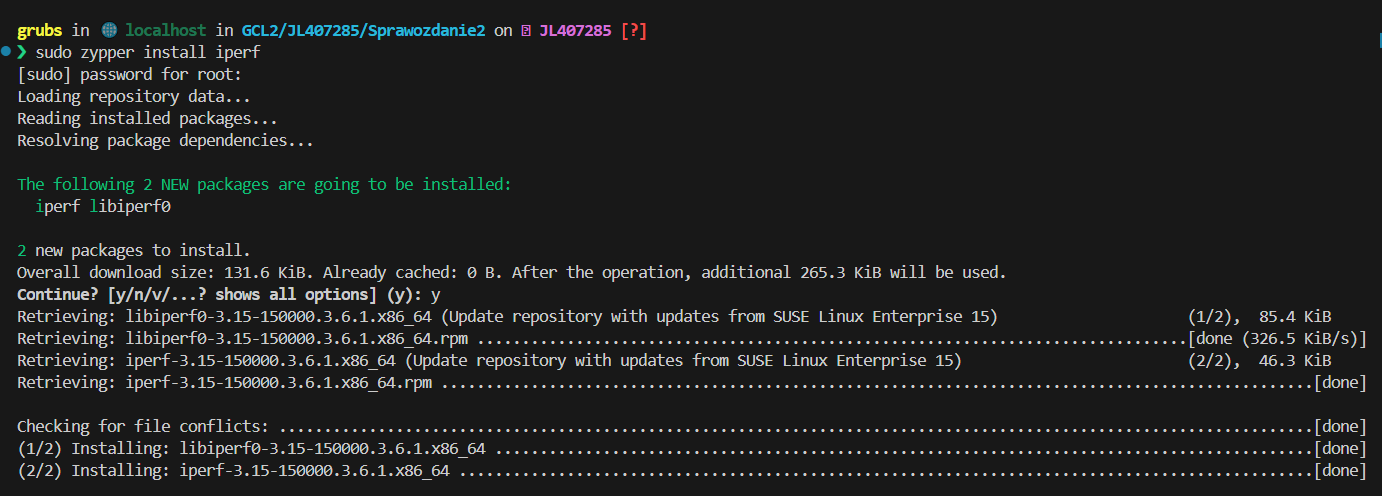 grubs in 🌐 localhost in GCL2/JL407285/Sprawozdanie2 on JL407285 [?]
❯ sudo zypper install iperf
[sudo] password for root:
Loading repository data...
Reading installed packages...
Resolving package dependencies...
The following 2 NEW packages are going to be installed:
iperf libiperf0
2 new packages to install.
Overall download size: 131.6 KiB. Already cached: 0 B. After the operation, additional 265.3 KiB will be used.
Continue? [y/n/v/...? shows all options] (y): y
Retrieving: libiperf0-3.15-150000.3.6.1.x86_64 (Update repository with updates from SUSE Linux Enterprise 15) (1/2), 85.4 KiB
Retrieving: libiperf0-3.15-150000.3.6.1.x86_64.rpm ...............................................................................[done (326.5 KiB/s)]
Retrieving: iperf-3.15-150000.3.6.1.x86_64 (Update repository with updates from SUSE Linux Enterprise 15) (2/2), 46.3 KiB
Retrieving: iperf-3.15-150000.3.6.1.x86_64.rpm .................................................................................................[done]
Checking for file conflicts: ...................................................................................................................[done]
(1/2) Installing: libiperf0-3.15-150000.3.6.1.x86_64 ...........................................................................................[done]
(2/2) Installing: iperf-3.15-150000.3.6.1.x86_64 ...............................................................................................[done]